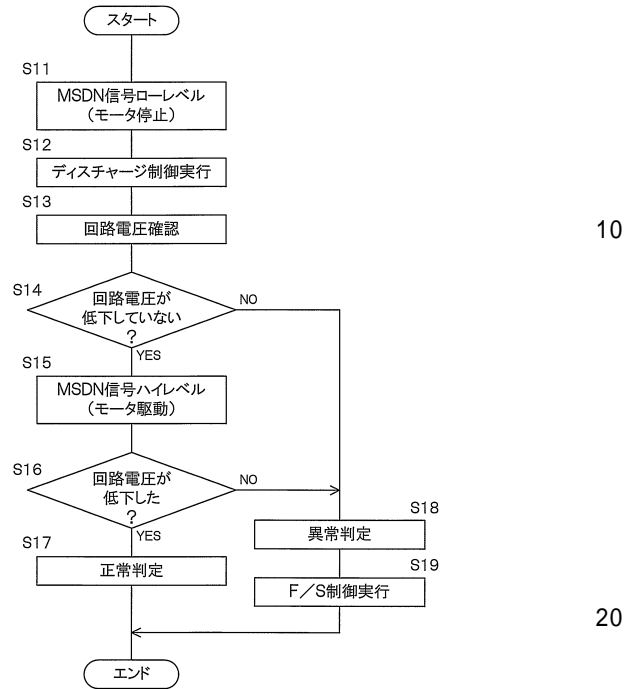 スタート
S11
MSDN信号ローレベル
(モータ停止)
S12
ディスチャージ制御実行
S13
回路電圧確認
10
S14
回路電圧が
低下していない
?
NO
YES
S15
MSDN信号ハイレベル
(モータ駆動)
S16
回路電圧が
低下した
?
NO
YES
S17
正常判定
S18
異常判定
S19
F/S制御実行
20
エンド